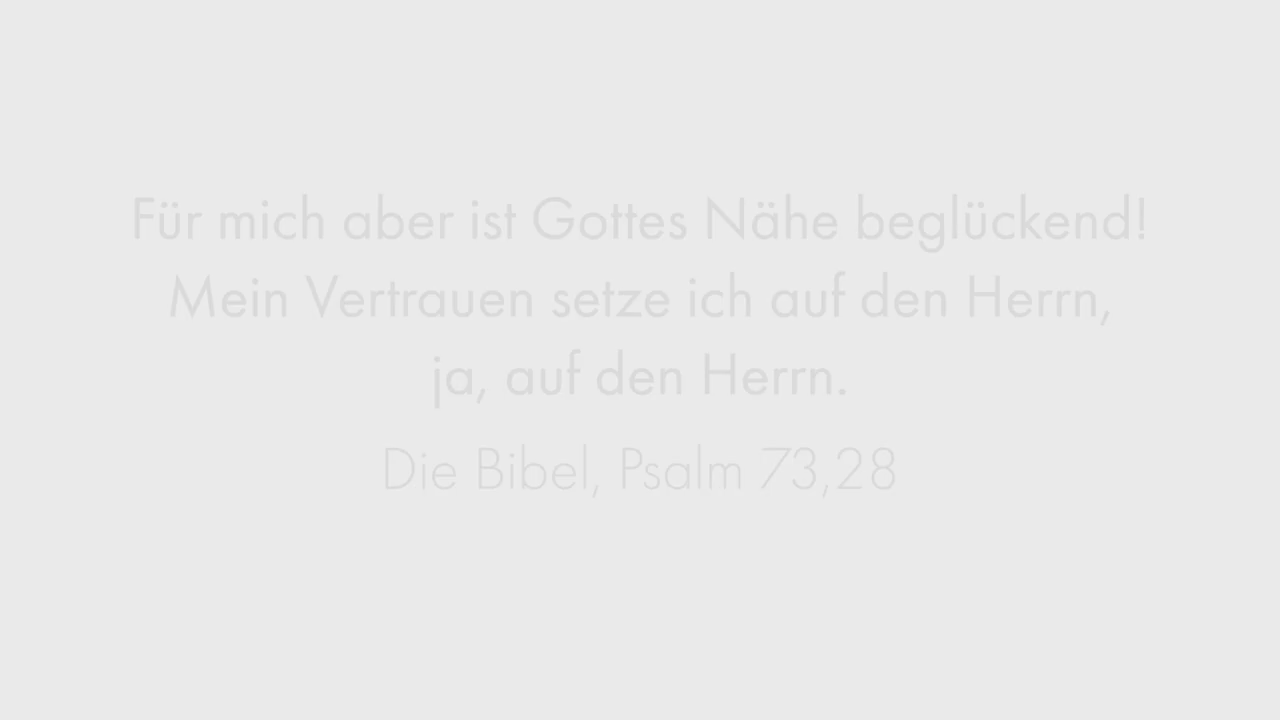 Für mich aber ist Gottes Nähe beglückend!
Mein Vertrauen setze ich auf den Herrn,
ja, auf den Herrn.
Die Bibel, Psalm 73,28